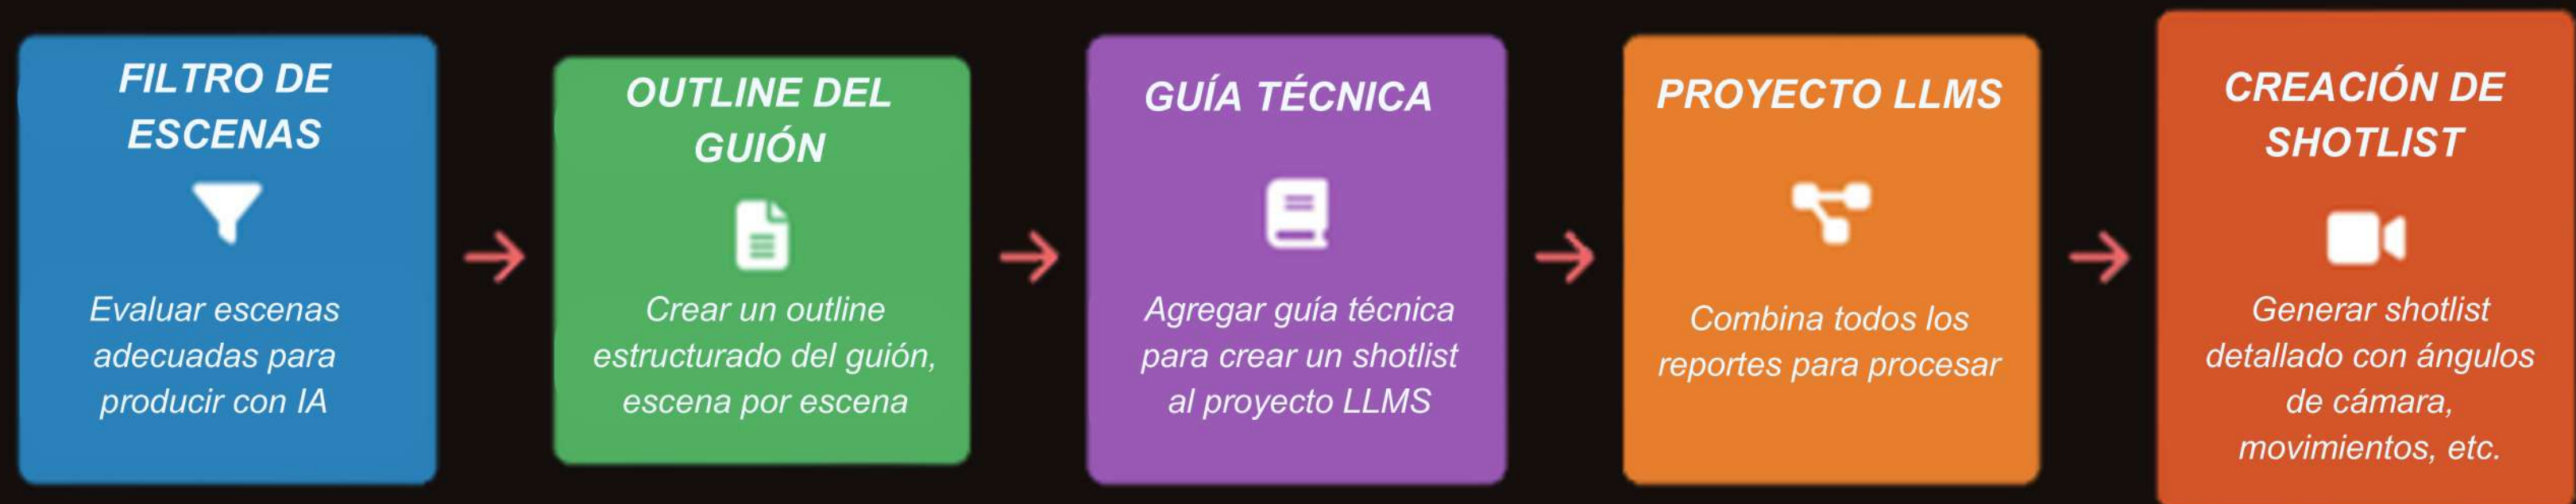 FILTRO DE
ESCENAS
Evaluar escenas
adecuadas para
producir con IA
OUTLINE DEL
GUIÓN
Crear un outline
estructurado del guión,
escena por escena
GUÍA TÉCNICA
Agregar guía técnica
para crear un shotlist
al proyecto LLMS
PROYECTO LLMS
Combina todos los
reportes para procesar
CREACIÓN DE
SHOTLIST
Generar shotlist
detallado con ángulos
de cámara,
movimientos, etc.